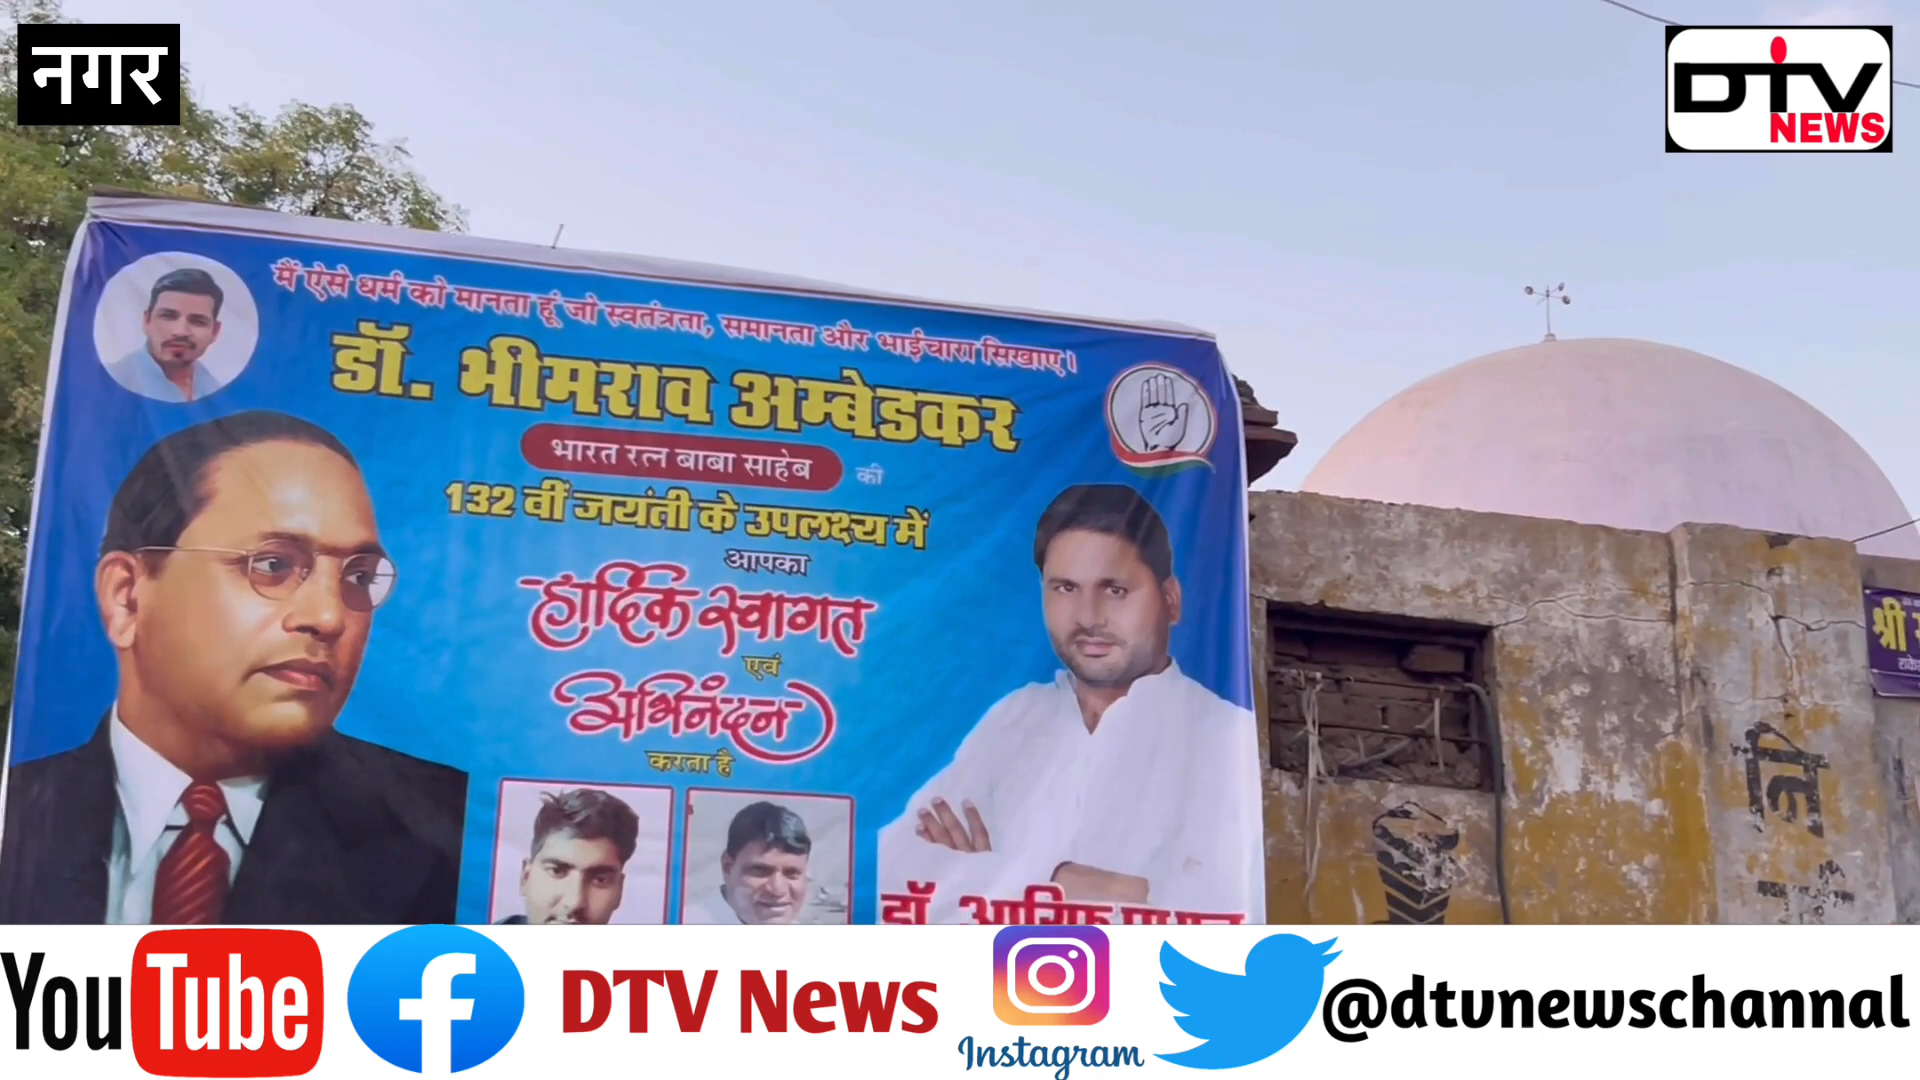 नगर
DTV
NEWS
मैं ऐसे धर्म को मानता हूं जो स्वतंत्रता, समानता और भाईचारा सिखाए।
डॉ. भीमराव अम्बेडकर
भारत रत्न बाबा साहेब की
132 वीं जयंती के उपलक्ष्य में
आपका
हार्दिक स्वागत
एवं
अभिनंदन
करता है
डॉ. आरिफ
श्री
नि
YouTube
DTV News
Instagram
@dtvnewschannal